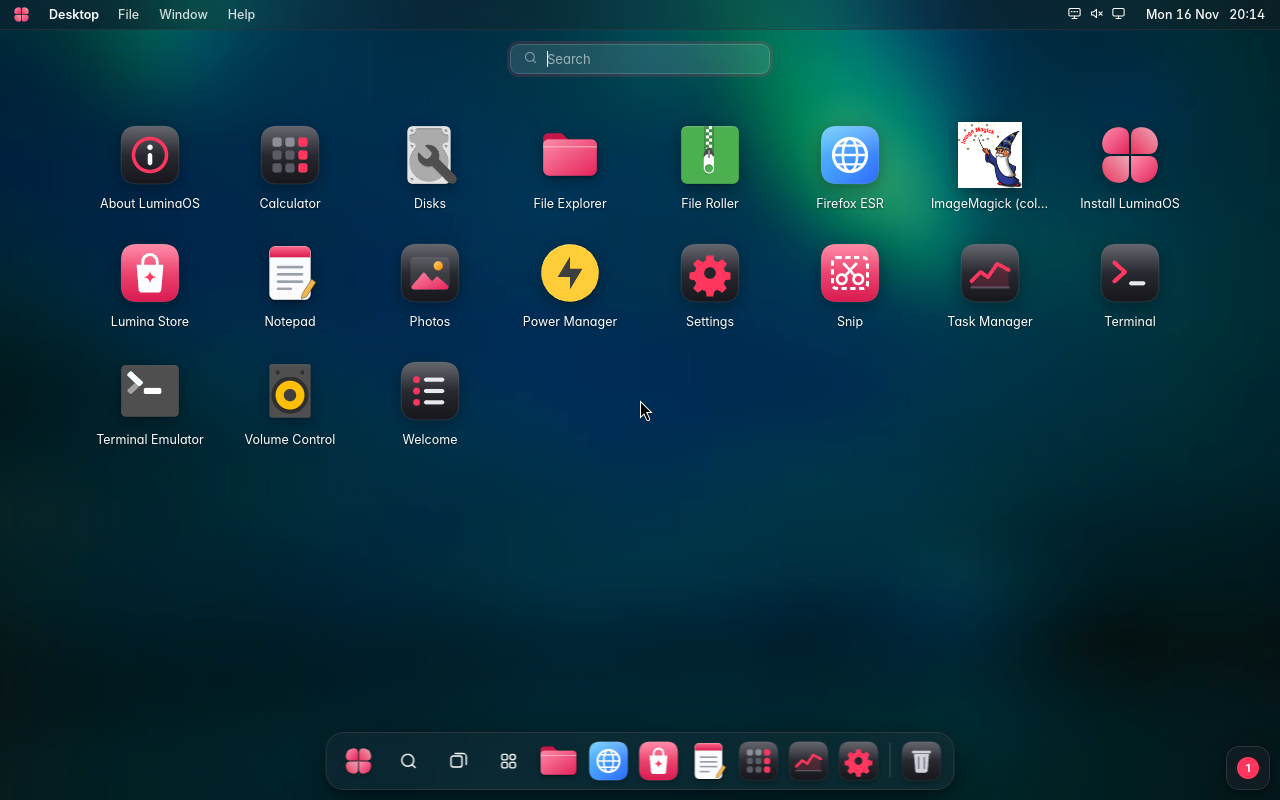 Desktop File Window Help
Mon 16 Nov 20:14
Search
Image Magick
About LuminaOS
Calculator
Disks
File Explorer
File Roller
Firefox ESR
ImageMagick (col...
Install LuminaOS
Lumina Store
Notepad
Photos
Power Manager
Settings
Snip
Task Manager
Terminal
Terminal Emulator
Volume Control
Welcome
1